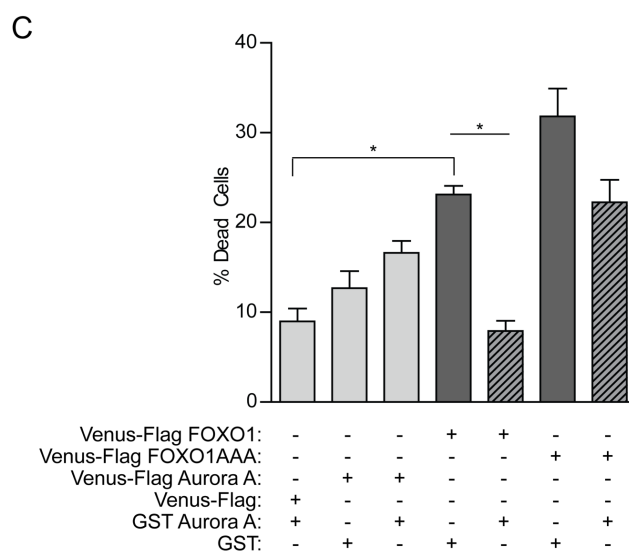 C
40
30
20
10
0
% Dead Cells
*
*
Venus-Flag FOXO1: - - - + + - -
Venus-Flag FOXO1AAA: - - - - - + +
Venus-Flag Aurora A: - + + - - - -
Venus-Flag: + - - - - - -
GST Aurora A: + - + - + - +
GST: - + - + - + -